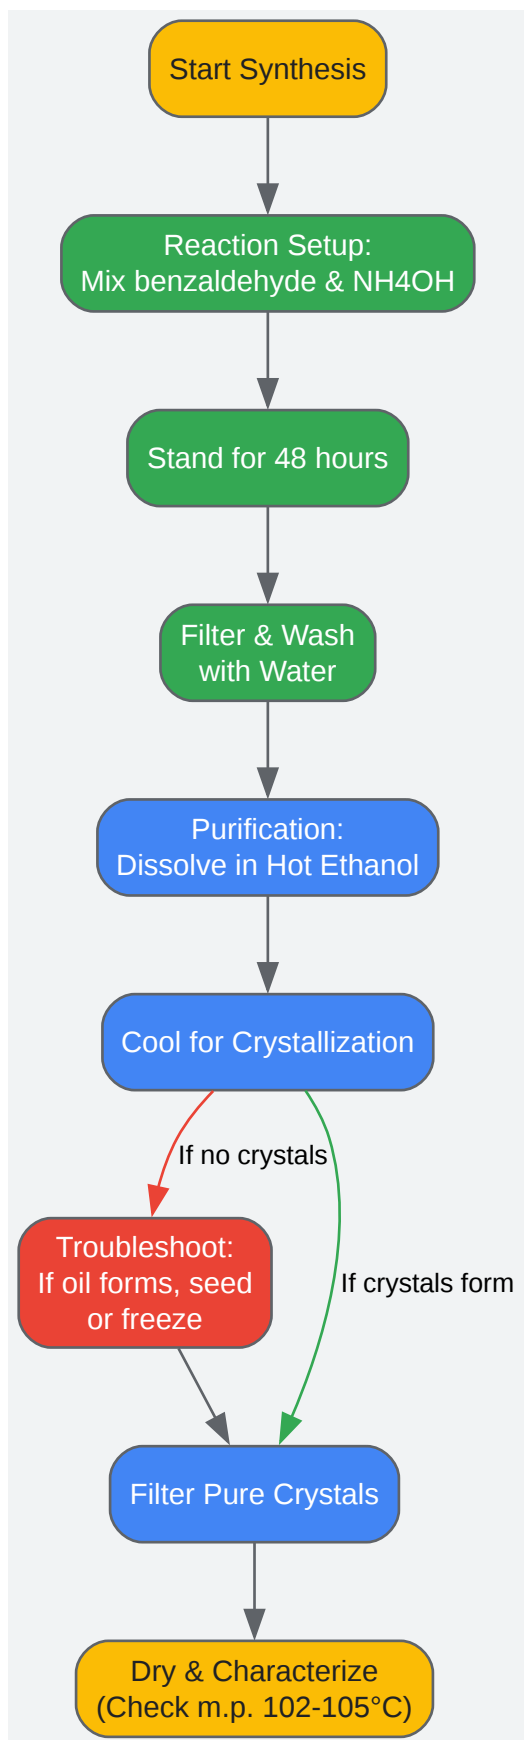 Start Synthesis
Reaction Setup:
Mix benzaldehyde & NH4OH
Stand for 48 hours
Filter & Wash
with Water
Purification:
Dissolve in Hot Ethanol
Cool for Crystallization
If no crystals
Troubleshoot:
If oil forms, seed
or freeze
If crystals form
Filter Pure Crystals
Dry & Characterize
(Check m.p. 102-105°C)